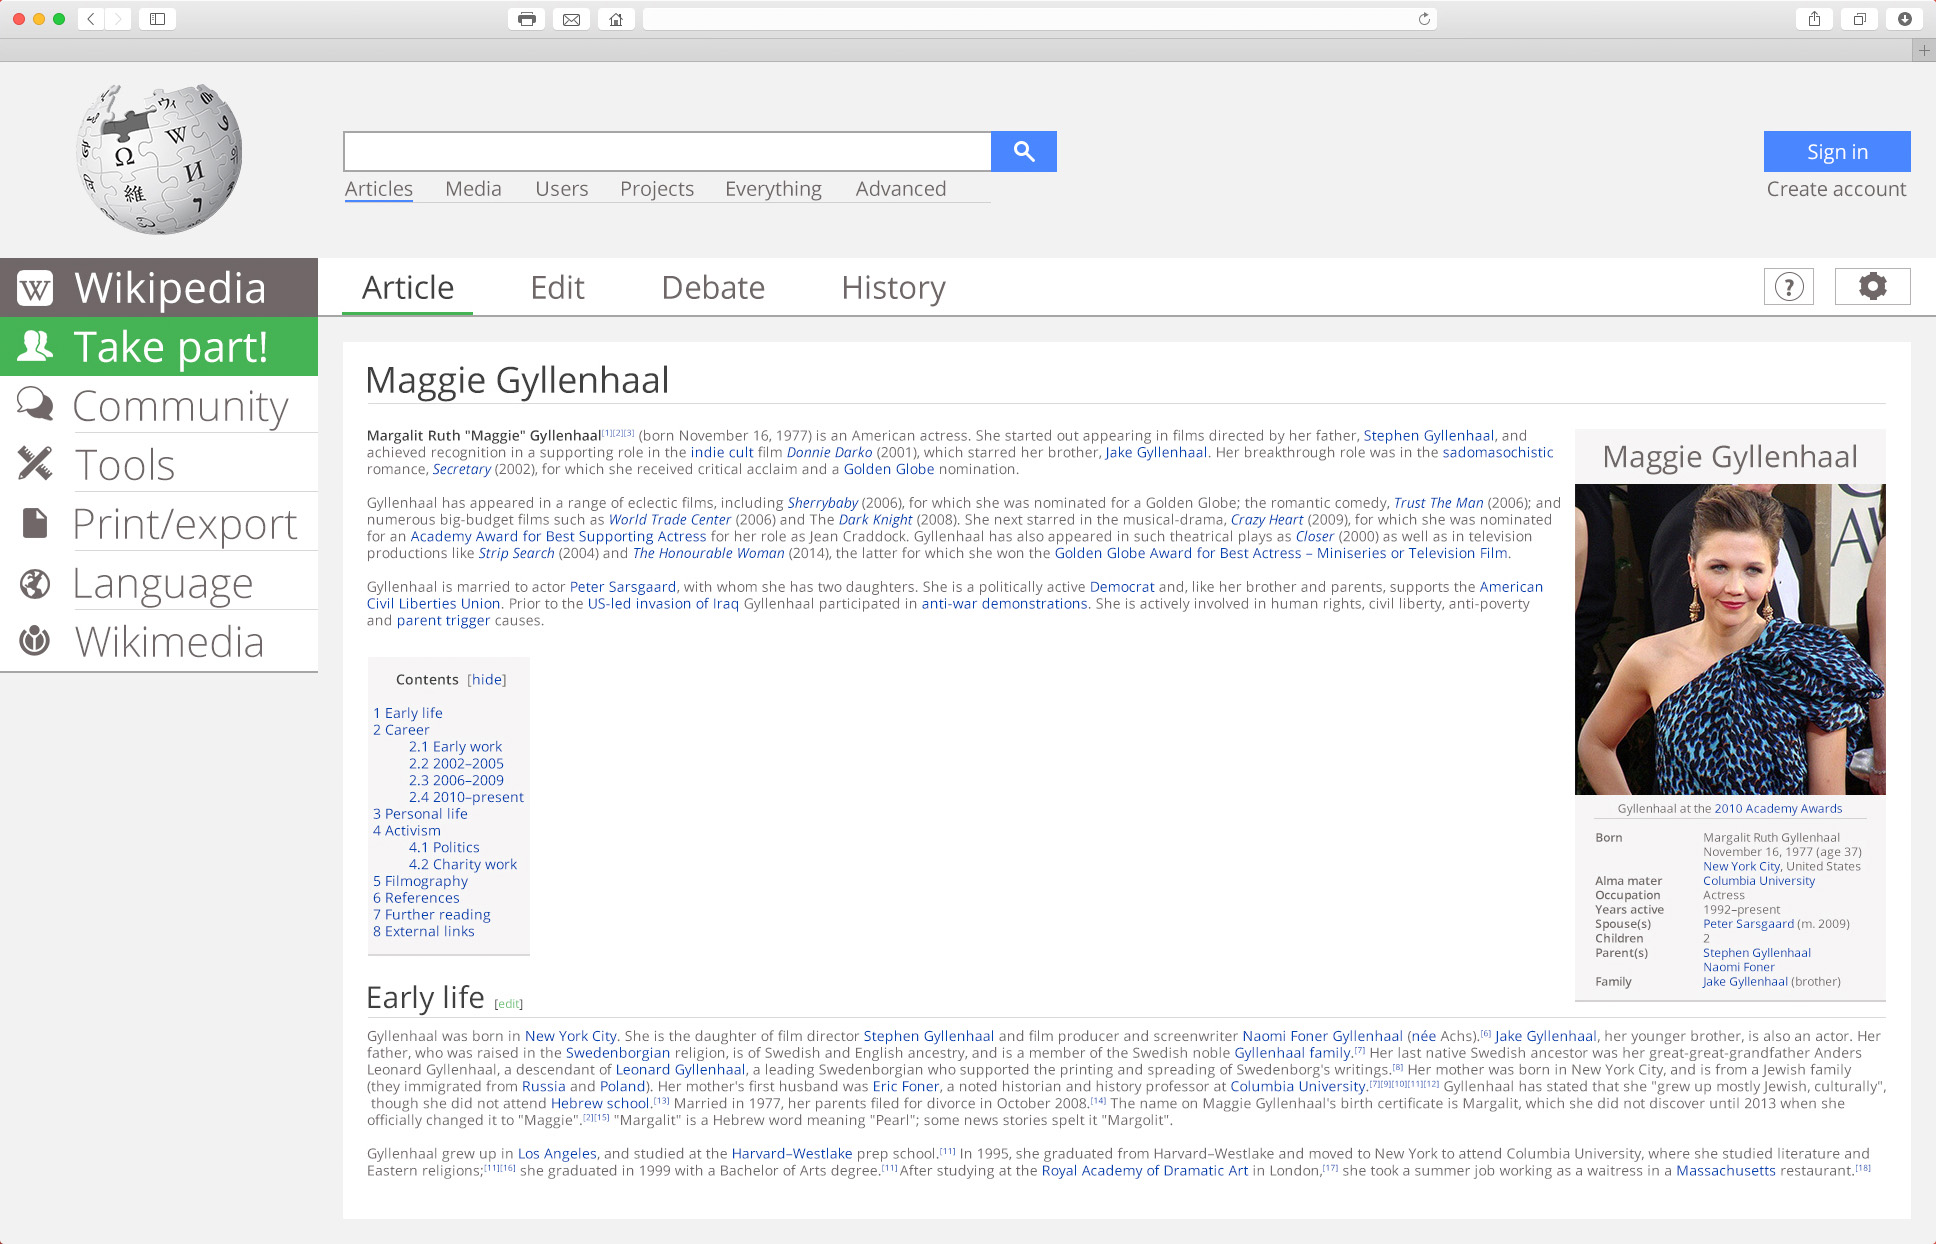 Articles Media Users Projects Everything Advanced
Sign in
Create account
Wikipedia
Take part!
Community
Tools
Print/export
Language
Wikimedia
Article Edit Debate History
Maggie Gyllenhaal
Margalit Ruth "Maggie" Gyllenhaal[1][2][3] (born November 16, 1977) is an American actress. She started out appearing in films directed by her father, Stephen Gyllenhaal, and
achieved recognition in a supporting role in the indie cult film Donnie Darko (2001), which starred her brother, Jake Gyllenhaal. Her breakthrough role was in the sadomasochistic
romance, Secretary (2002), for which she received critical acclaim and a Golden Globe nomination.
Gyllenhaal has appeared in a range of eclectic films, including Sherrybaby (2006), for which she was nominated for a Golden Globe; the romantic comedy, Trust The Man (2006); and
numerous big-budget films such as World Trade Center (2006) and The Dark Knight (2008). She next starred in the musical-drama, Crazy Heart (2009), for which she was nominated
for an Academy Award for Best Supporting Actress for her role as Jean Craddock. Gyllenhaal has also appeared in such theatrical plays as Closer (2000) as well as in television
productions like Strip Search (2004) and The Honourable Woman (2014), the latter for which she won the Golden Globe Award for Best Actress – Miniseries or Television Film.
Gyllenhaal is married to actor Peter Sarsgaard, with whom she has two daughters. She is a politically active Democrat and, like her brother and parents, supports the American
Civil Liberties Union. Prior to the US-led invasion of Iraq Gyllenhaal participated in anti-war demonstrations. She is actively involved in human rights, civil liberty, anti-poverty
and parent trigger causes.
Contents [hide]
1 Early life
2 Career
2.1 Early work
2.2 2002–2005
2.3 2006–2009
2.4 2010–present
3 Personal life
4 Activism
4.1 Politics
4.2 Charity work
5 Filmography
6 References
7 Further reading
8 External links
Maggie Gyllenhaal
Gyllenhaal at the 2010 Academy Awards
Born Margalit Ruth Gyllenhaal
November 16, 1977 (age 37)
New York City, United States
Alma mater Columbia University
Occupation Actress
Years active 1992–present
Spouse(s) Peter Sarsgaard (m. 2009)
Children 2
Parent(s) Stephen Gyllenhaal
Naomi Foner
Family Jake Gyllenhaal (brother)
Early life [edit]
Gyllenhaal was born in New York City. She is the daughter of film director Stephen Gyllenhaal and film producer and screenwriter Naomi Foner Gyllenhaal (née Achs).[6] Jake Gyllenhaal, her younger brother, is also an actor. Her
father, who was raised in the Swedenborgian religion, is of Swedish and English ancestry, and is a member of the Swedish noble Gyllenhaal family.[7] Her last native Swedish ancestor was her great-great-grandfather Anders
Leonard Gyllenhaal, a descendant of Leonard Gyllenhaal, a leading Swedenborgian who supported the printing and spreading of Swedenborg's writings.[8] Her mother was born in New York City, and is from a Jewish family
(they immigrated from Russia and Poland). Her mother's first husband was Eric Foner, a noted historian and history professor at Columbia University.[7][9][10][11][12] Gyllenhaal has stated that she "grew up mostly Jewish, culturally",
though she did not attend Hebrew school.[13] Married in 1977, her parents filed for divorce in October 2008.[14] The name on Maggie Gyllenhaal's birth certificate is Margalit, which she did not discover until 2013 when she
officially changed it to "Maggie".[2][15] "Margalit" is a Hebrew word meaning "Pearl"; some news stories spelt it "Margolit".
Gyllenhaal grew up in Los Angeles, and studied at the Harvard–Westlake prep school.[11] In 1995, she graduated from Harvard–Westlake and moved to New York to attend Columbia University, where she studied literature and
Eastern religions;[11][16] she graduated in 1999 with a Bachelor of Arts degree.[11] After studying at the Royal Academy of Dramatic Art in London,[17] she took a summer job working as a waitress in a Massachusetts restaurant.[18]